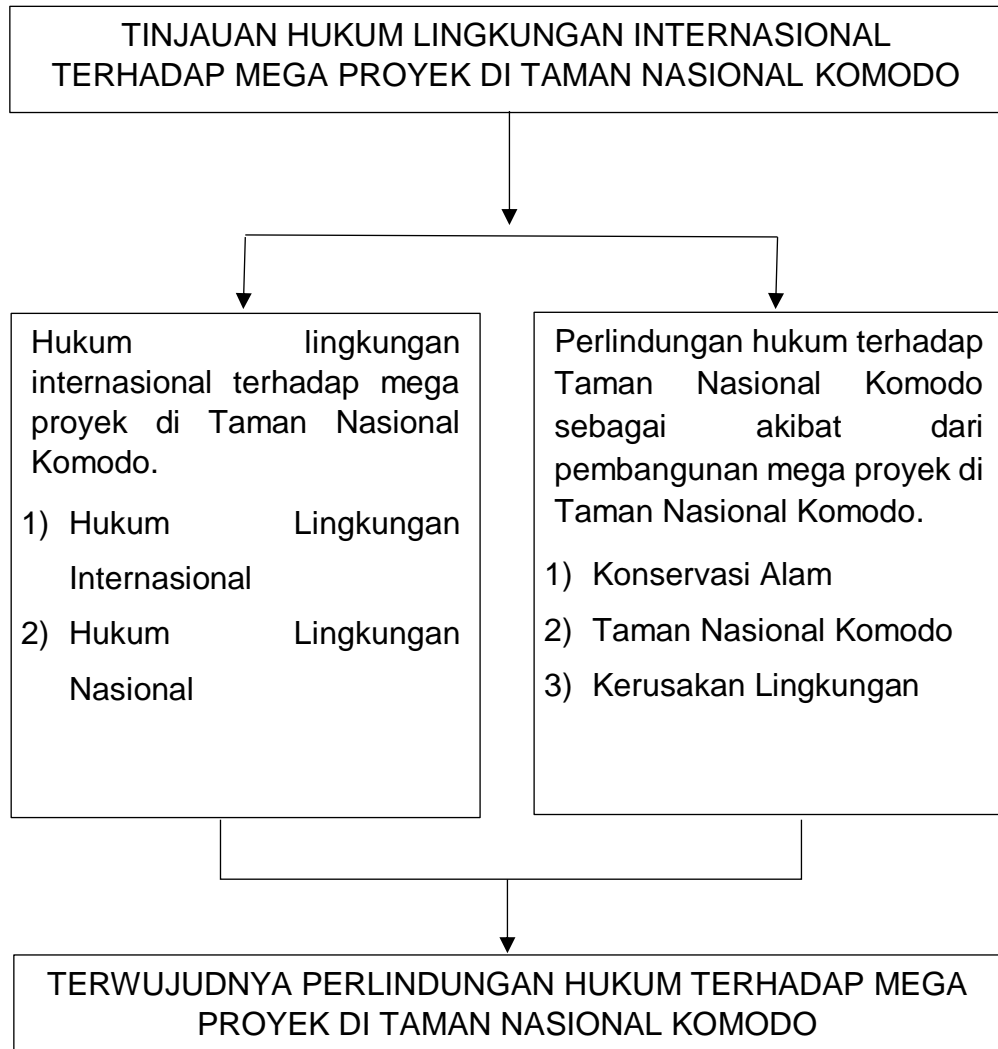 TINJAUAN HUKUM LINGKUNGAN INTERNASIONAL
TERHADAP MEGA PROYEK DI TAMAN NASIONAL KOMODO
Hukum lingkungan
internasional terhadap mega
proyek di Taman Nasional
Komodo.
1) Hukum Lingkungan
Internasional
2) Hukum Lingkungan
Nasional
Perlindungan hukum terhadap
Taman Nasional Komodo
sebagai akibat dari
pembangunan mega proyek di
Taman Nasional Komodo.
1) Konservasi Alam
2) Taman Nasional Komodo
3) Kerusakan Lingkungan
TERWUJUDNYA PERLINDUNGAN HUKUM TERHADAP MEGA
PROYEK DI TAMAN NASIONAL KOMODO